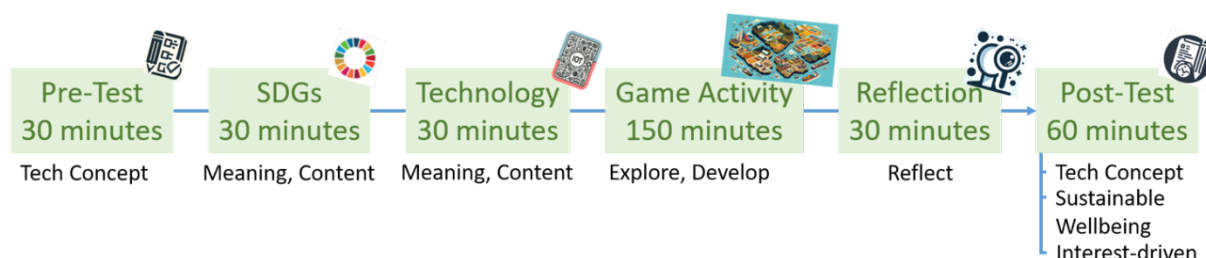 Pre-Test
30 minutes
Tech Concept
SDGs
30 minutes
Meaning, Content
Technology
30 minutes
Meaning, Content
IOT
Game Activity
150 minutes
Explore, Develop
Reflection
30 minutes
Reflect
Post-Test
60 minutes
Tech Concept
Sustainable
Wellbeing
Interest-driven